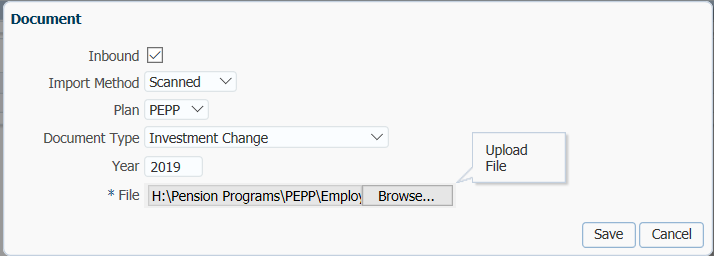 Document
Inbound
Import Method Scanned
Plan PEPP
Document Type Investment Change
Year 2019
* File H:\Pension Programs\PEPP\Employ Browse...
Upload
File
Save Cancel